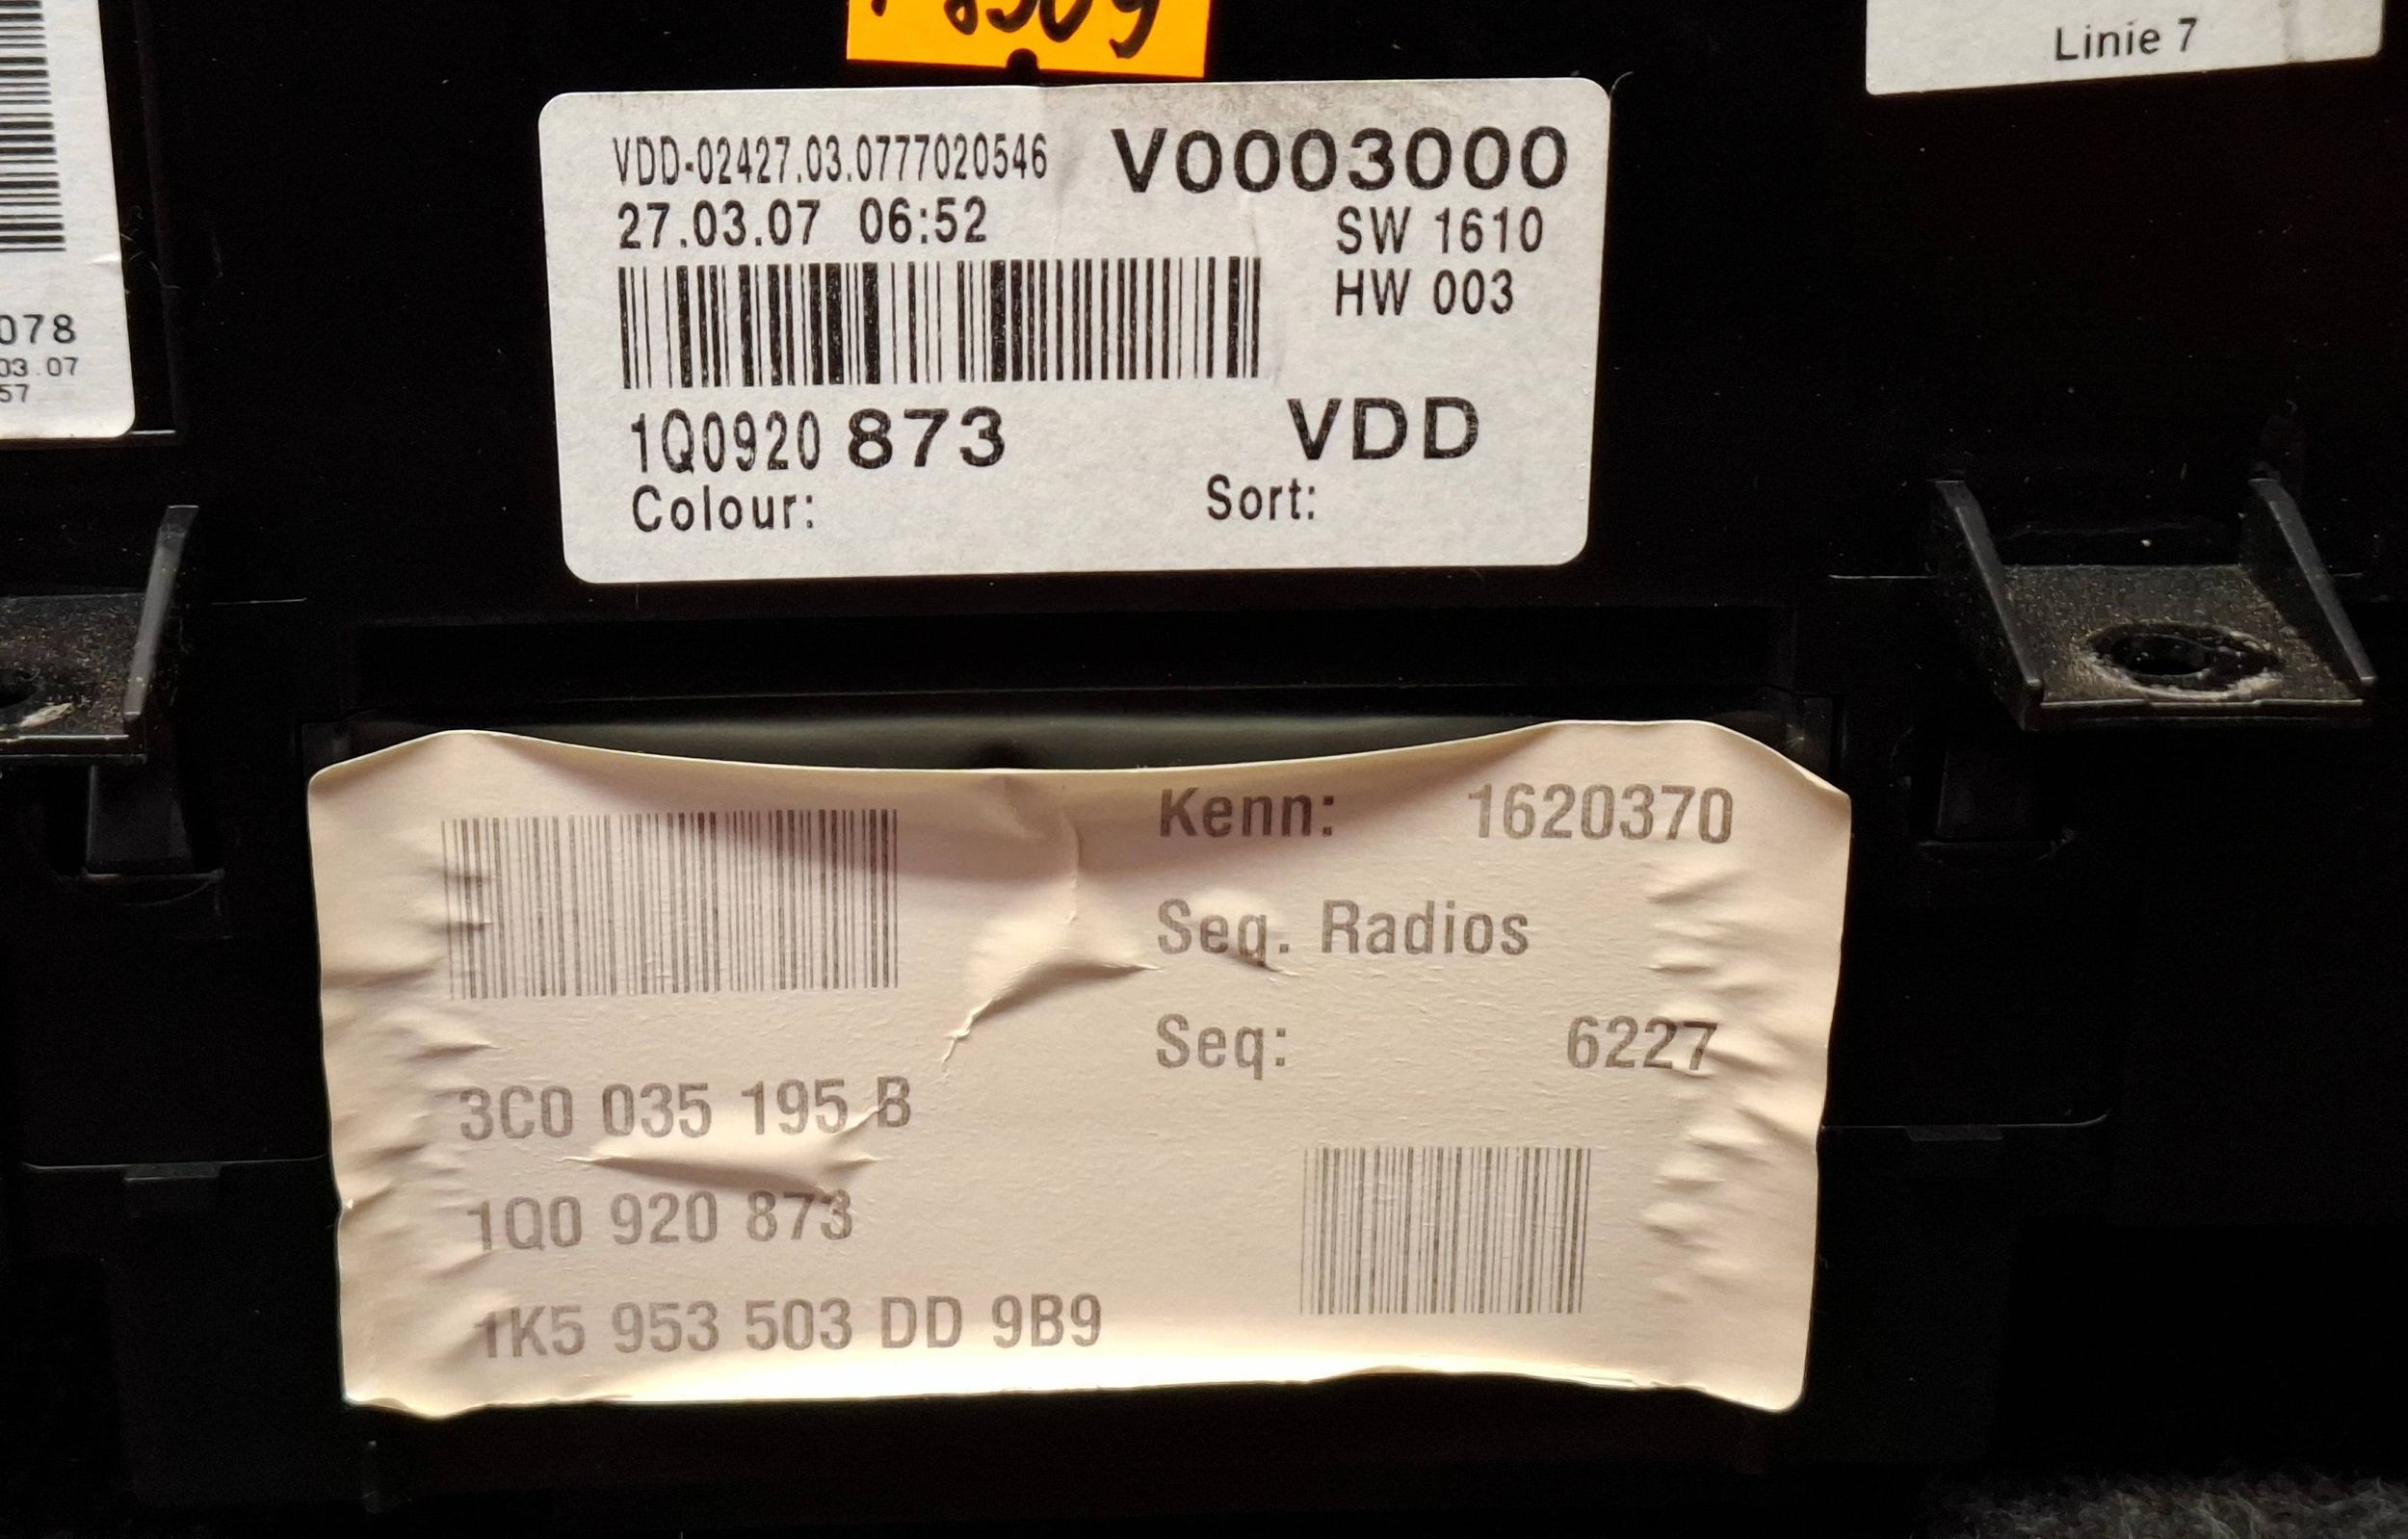 Linie 7
VDD-02427.03.0777020546 V0003000
27.03.07 06:52 SW 1610
HW 003
078
03.07
57
1Q0920 873 VDD
Colour: Sort:
Kenn: 1620370
Seq. Radios
Seq: 6227
3C0 035 195 B
1Q0 920 873
1K5 953 503 DD 9B9